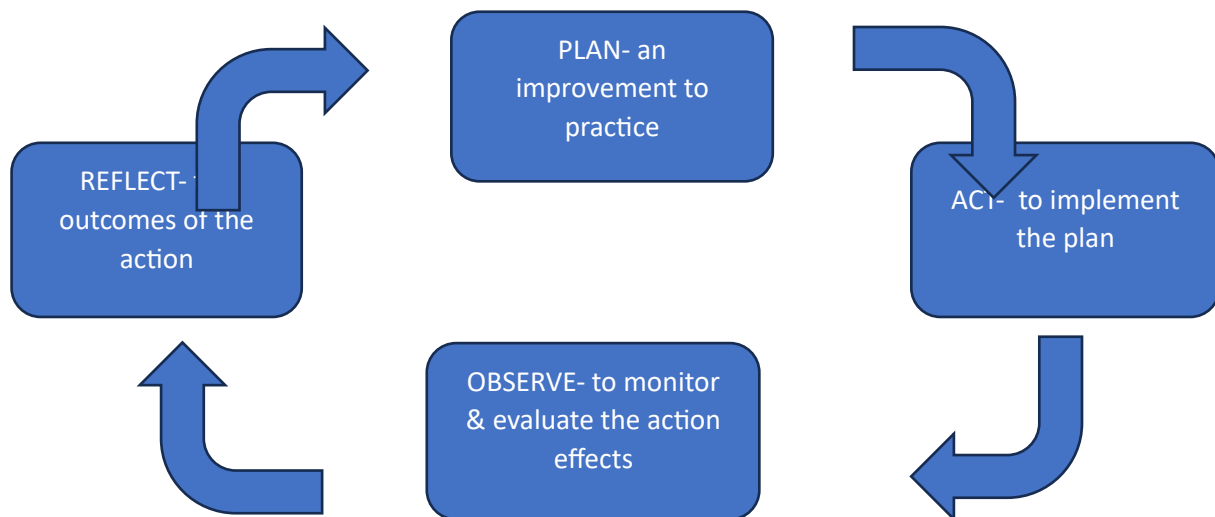 PLAN- an
improvement to
practice
REFLECT-
outcomes of the
action
ACT- to implement
the plan
OBSERVE- to monitor
& evaluate the action
effects